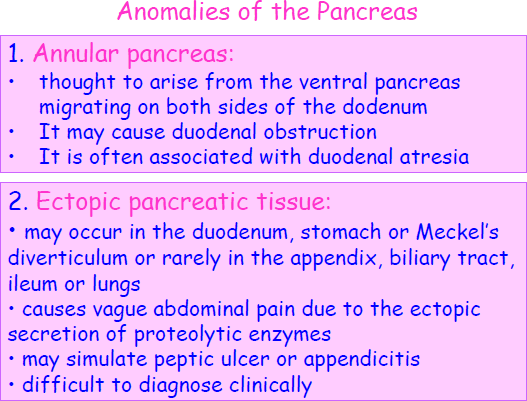 Anomalies of the Pancreas
1. Annular pancreas:
• thought to arise from the ventral pancreas
migrating on both sides of the dodenum
• It may cause duodenal obstruction
• It is often associated with duodenal atresia
2. Ectopic pancreatic tissue:
• may occur in the duodenum, stomach or Meckel's
diverticulum or rarely in the appendix, biliary tract,
ileum or lungs
• causes vague abdominal pain due to the ectopic
secretion of proteolytic enzymes
• may simulate peptic ulcer or appendicitis
• difficult to diagnose clinically